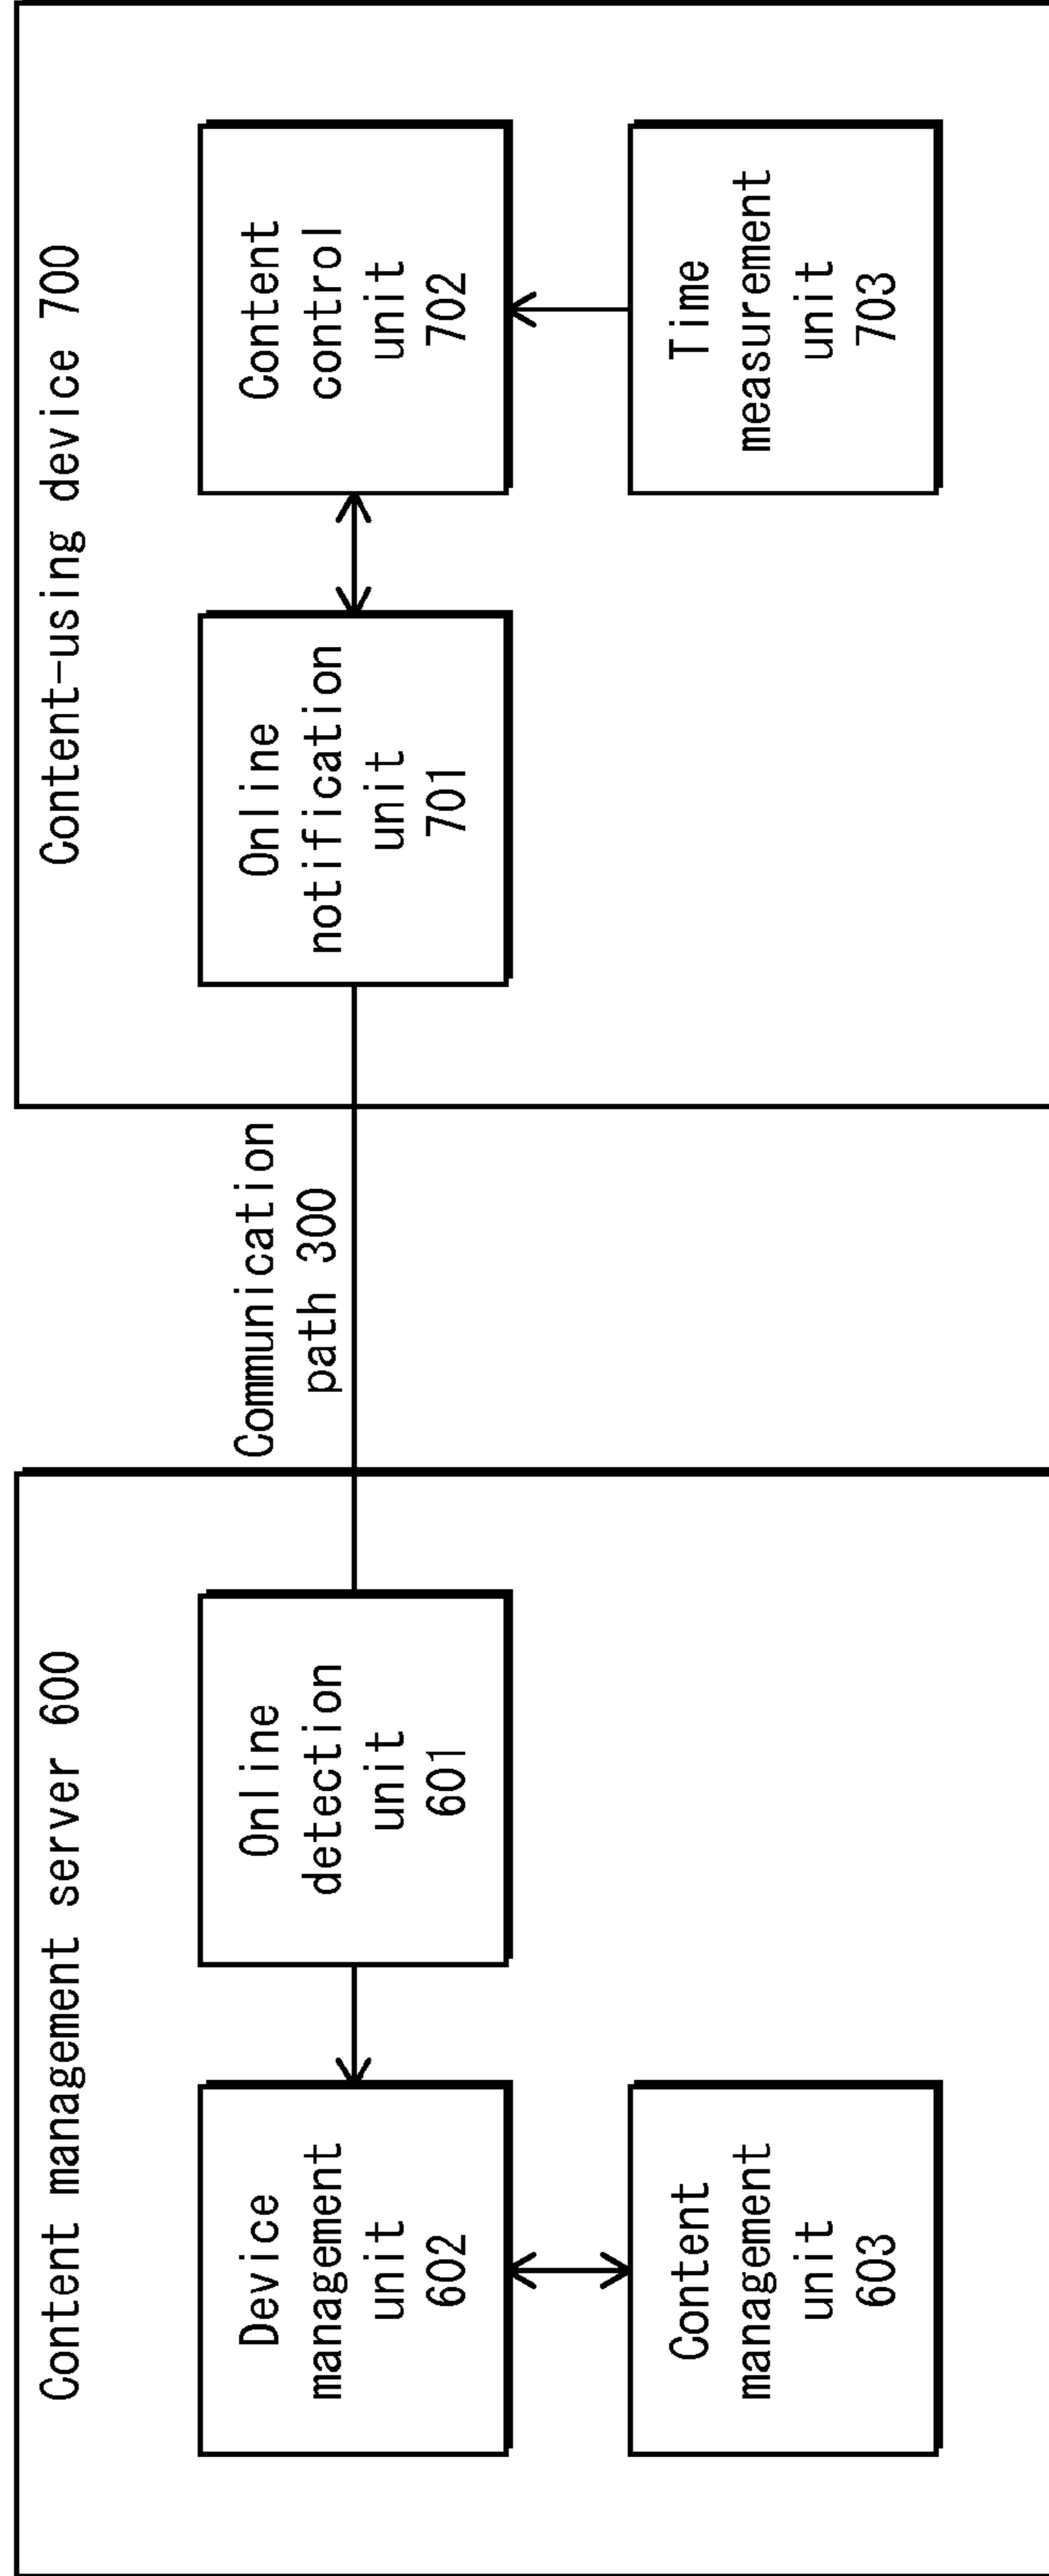 Content management server 600
Device
management
unit
602
Online
detection
unit
601
Content
management
unit
603
Communication
path 300
Content-using device 700
Online
notification
unit
701
Content
control
unit
702
Time
measurement
unit
703